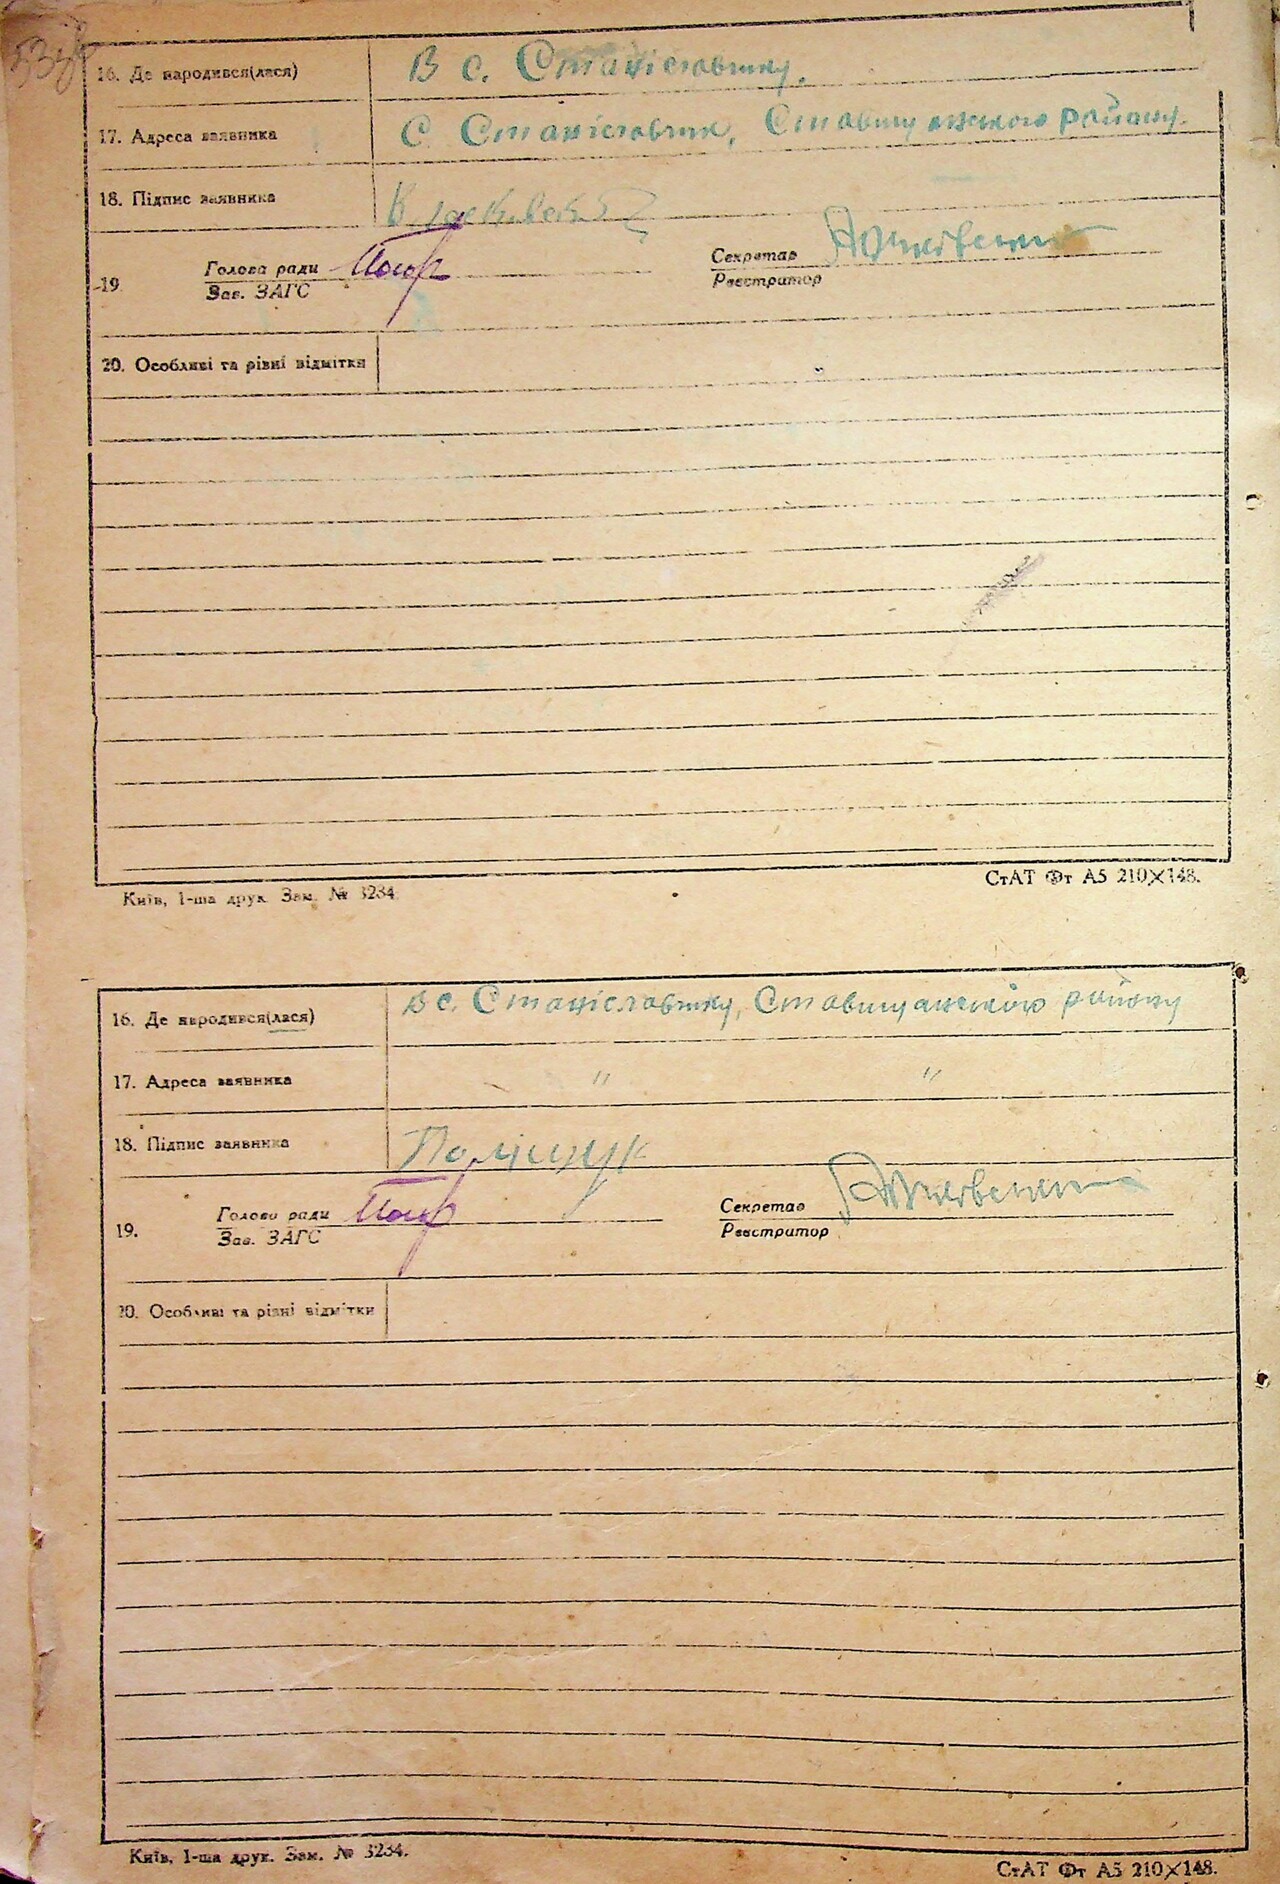 53зв
16. Де народився(лася) В с. Станіславчику.
17. Адреса заявника С Станіславчик, Ставищанського району.
18. Підпис заявника
19 Голова ради Секретар
Зав. ЗАГС Реєстратор
20. Особливі та різні відмітки
Київ, 1-ша друк. Зам. № 3234.
СтАТ Фт А5 210×148.
16. Де народився(лася) в с. Станіславчику, Ставищанського району
17. Адреса заявника " "
18. Підпис заявника Поліщук
19. Голова ради Секретар
Зав. ЗАГС Реєстратор
20. Особливі та різні відмітки
Київ, 1-ша друк. Зам. № 3234.
СтАТ Фт А5 210×148.